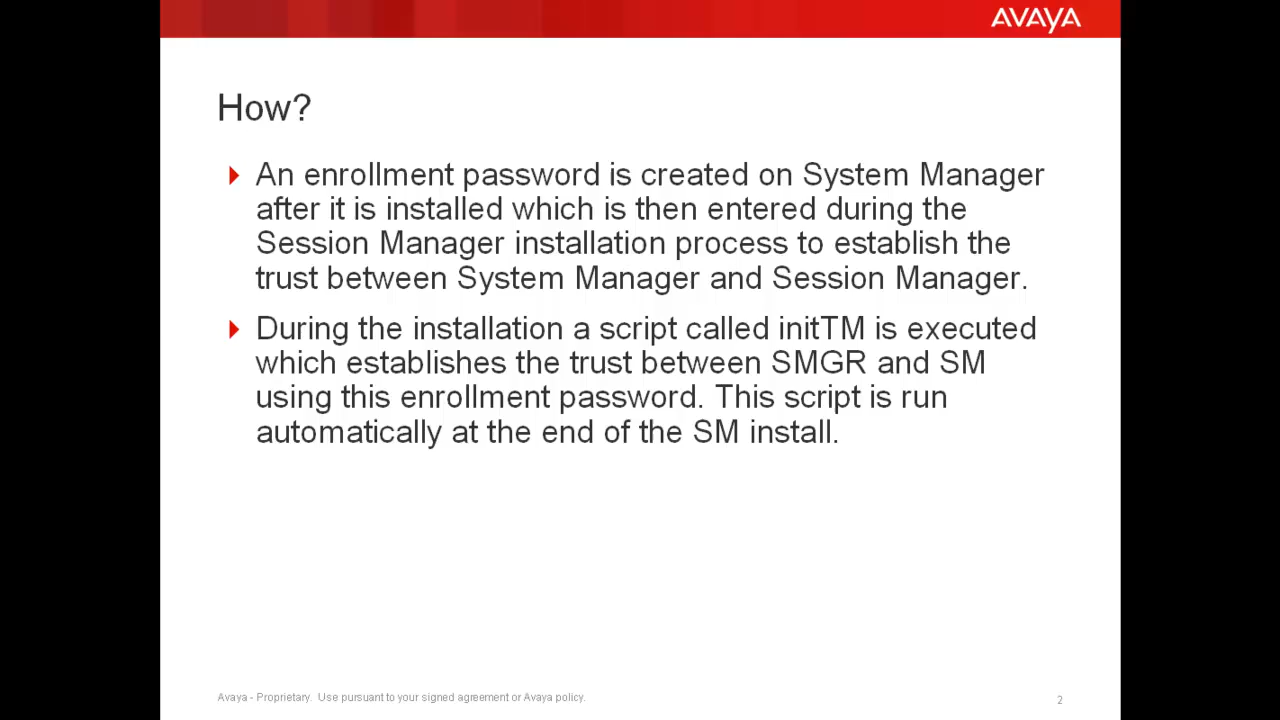 AVAYA
How?
An enrollment password is created on System Manager
after it is installed which is then entered during the
Session Manager installation process to establish the
trust between System Manager and Session Manager.
During the installation a script called initTM is executed
which establishes the trust between SMGR and SM
using this enrollment password. This script is run
automatically at the end of the SM install.
Avaya - Proprietary. Use pursuant to your signed agreement or Avaya policy.
2